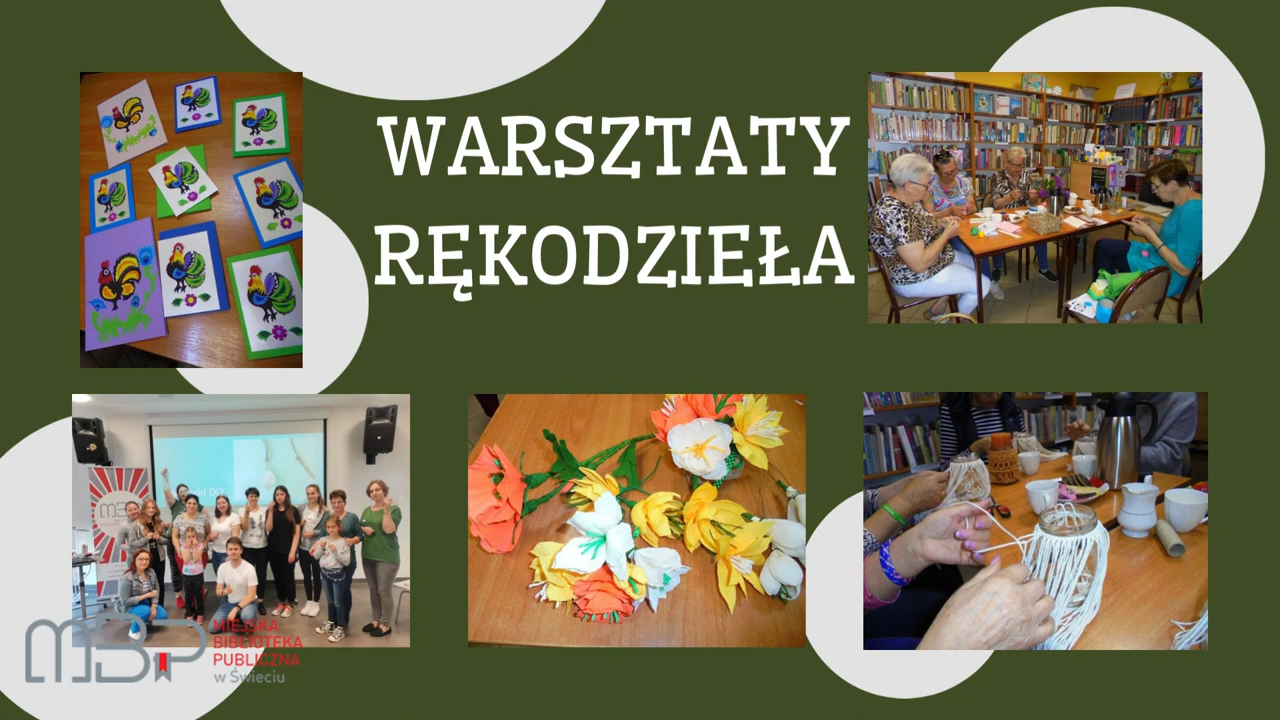 WARSZTATY
RĘKODZIEŁA
MBP
MIEJSKA
BIBLIOTEKA
PUBLICZNA
w Świeciu